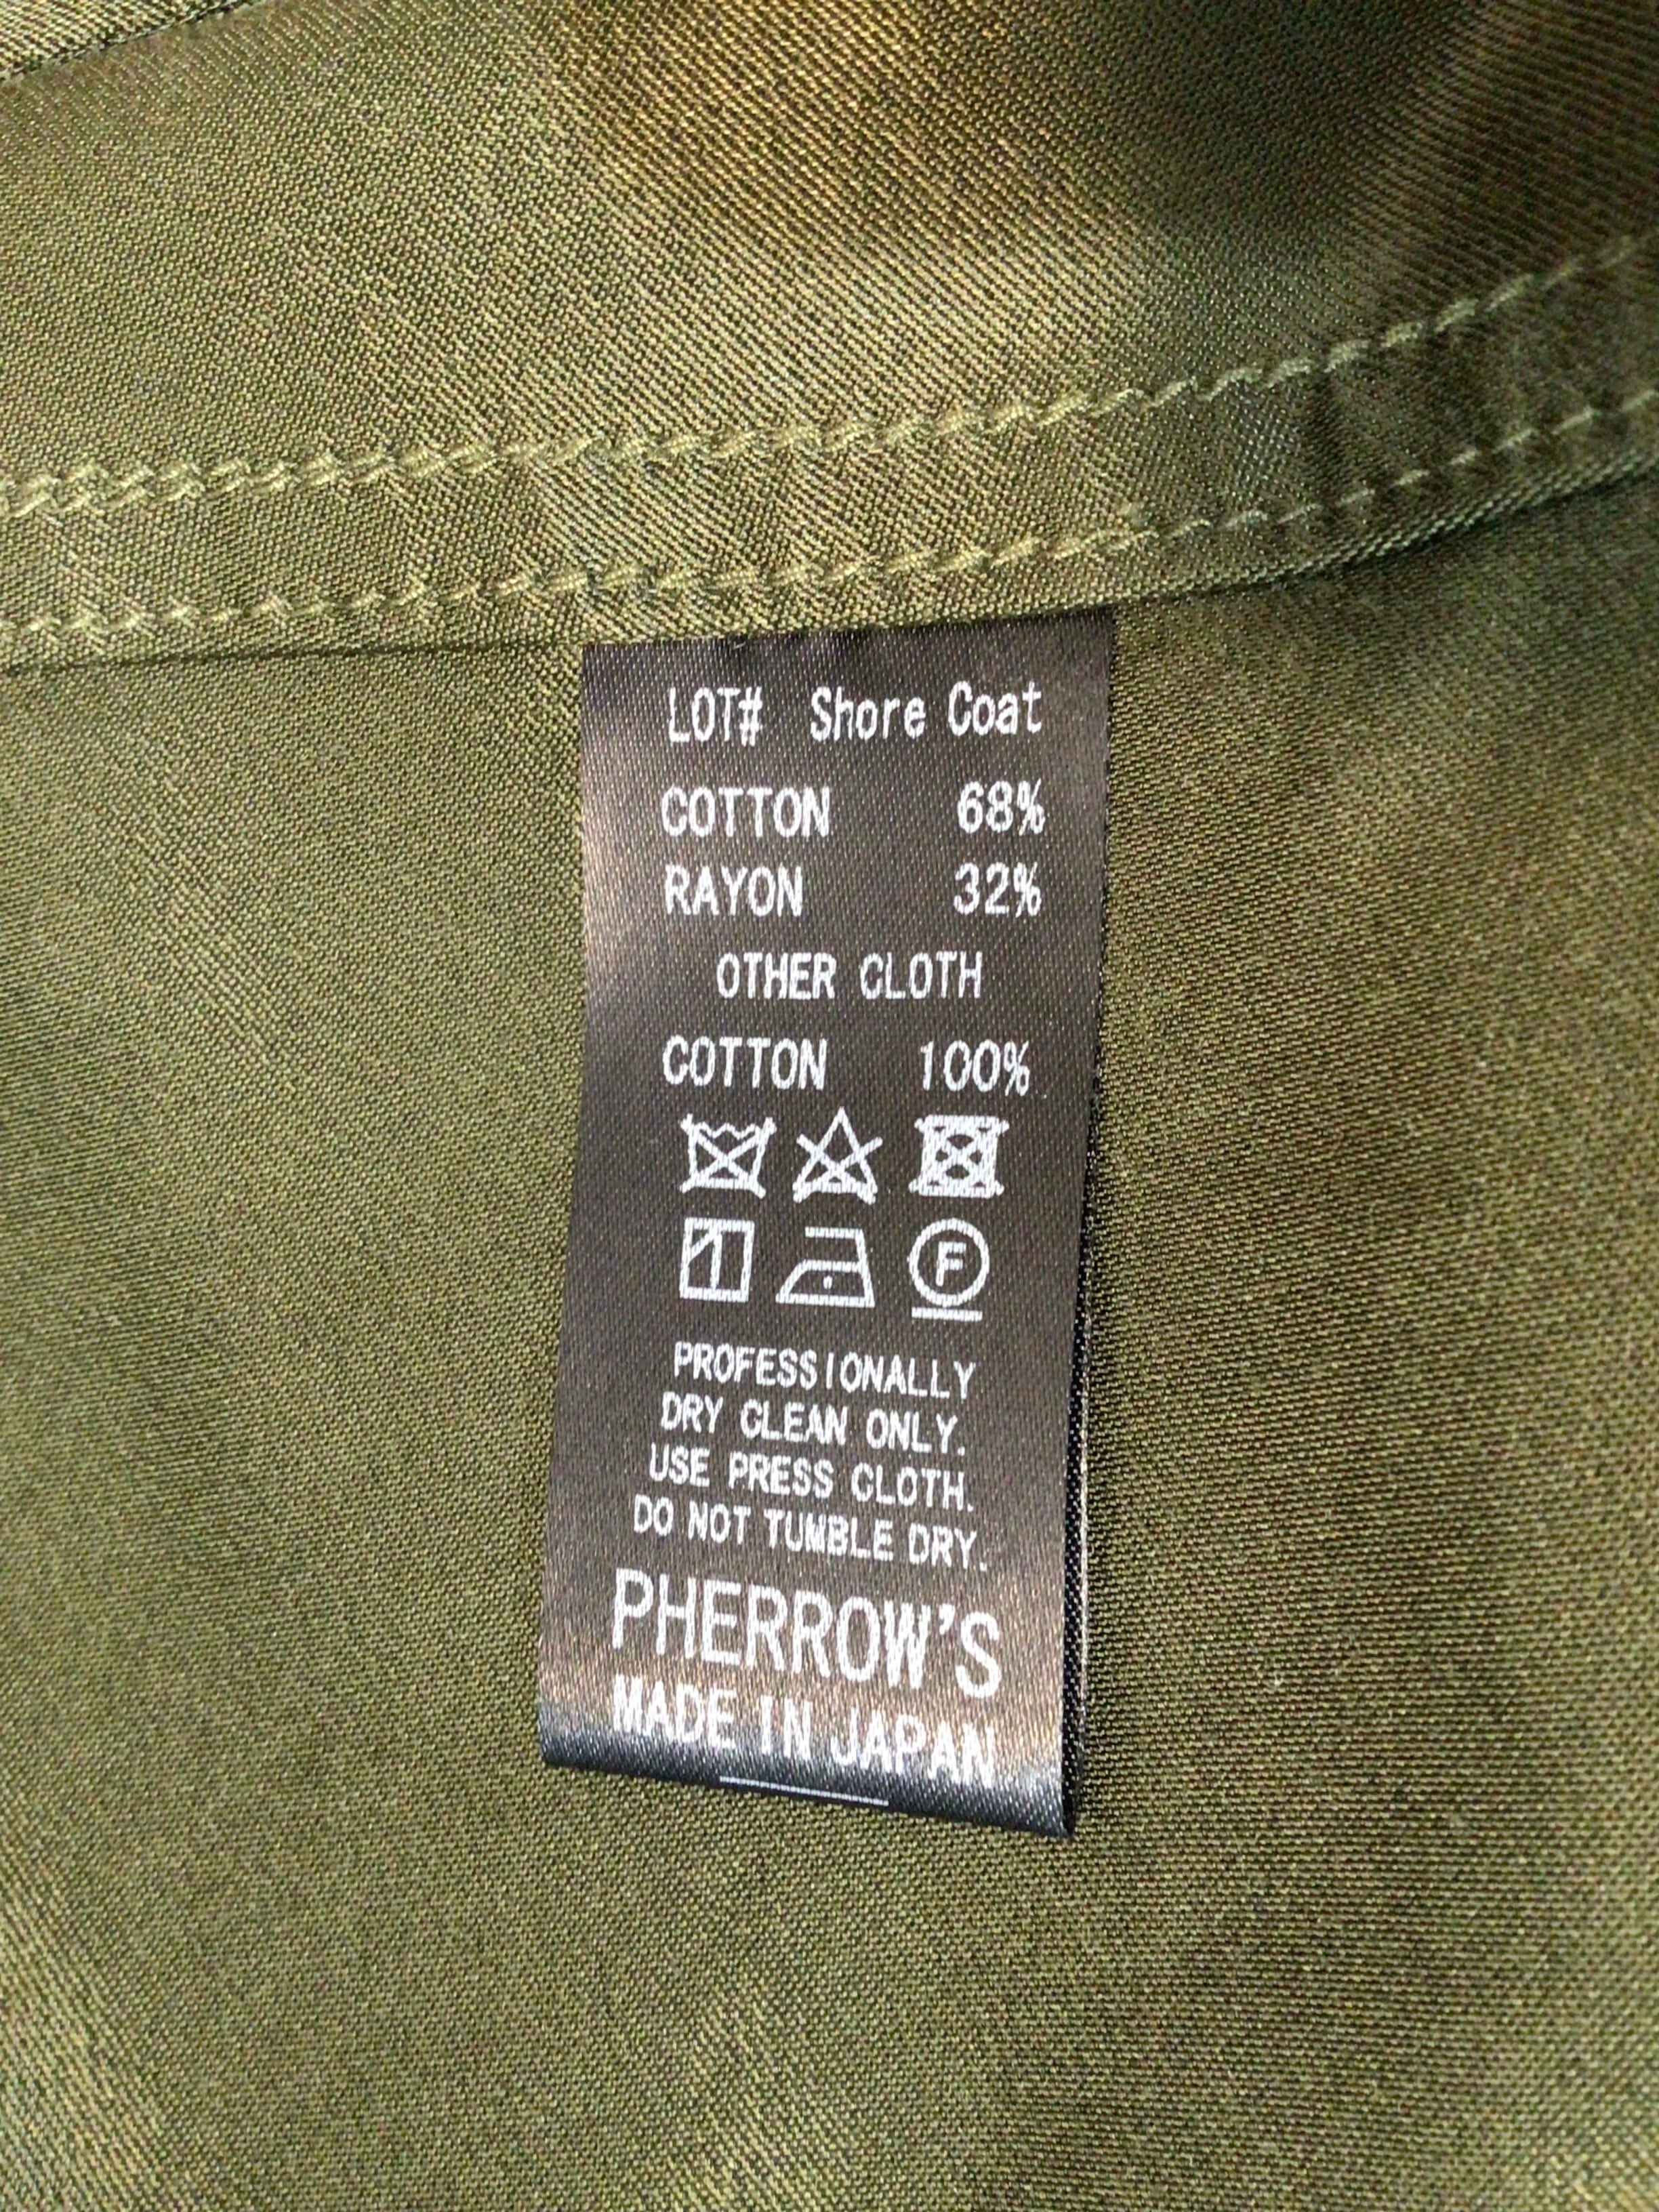 LOT# Shore Coat
COTTON 68%
RAYON 32%
OTHER CLOTH
COTTON 100%
F
PROFESSIONALLY
DRY CLEAN ONLY.
USE PRESS CLOTH.
DO NOT TUMBLE DRY.
PHERROW'S
MADE IN JAPAN